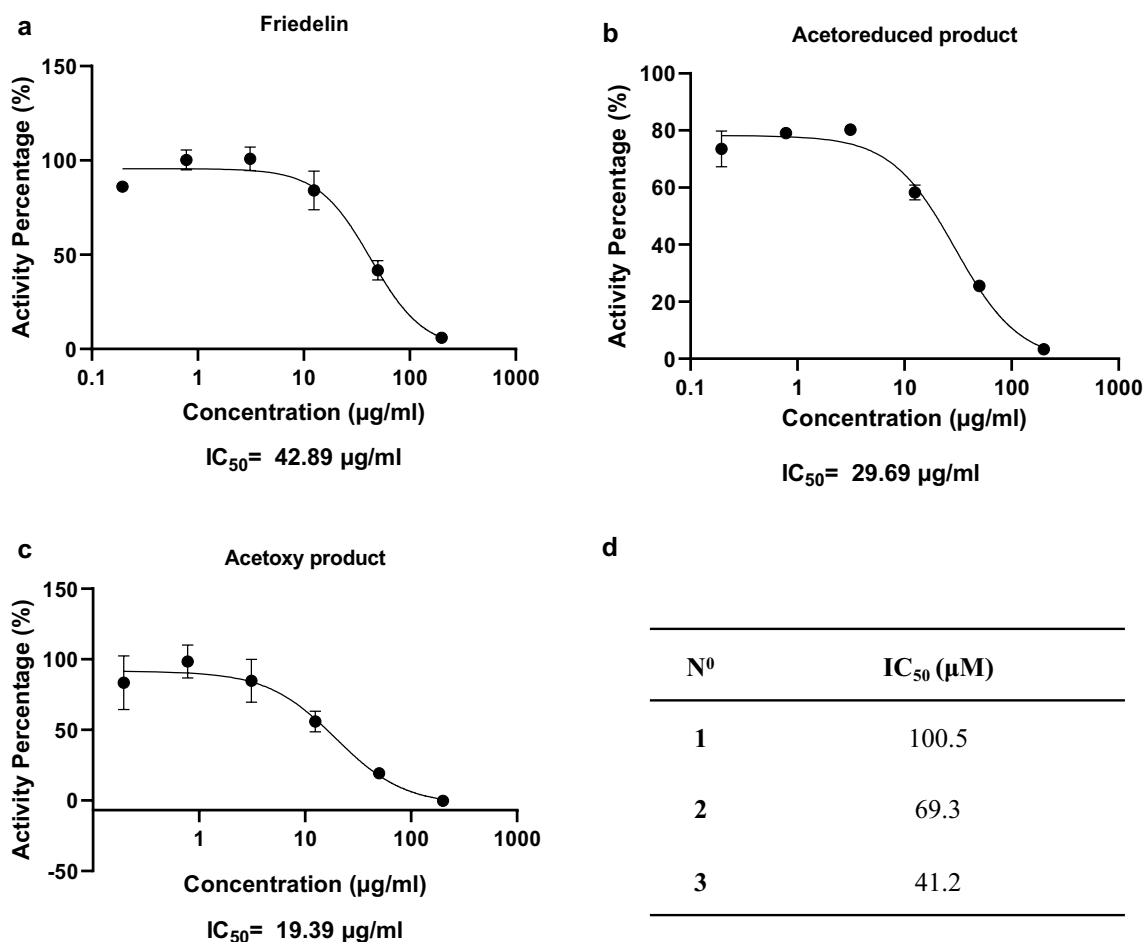 a
Friedelin
150
100
50
0
0.1
1
10
100
1000
Activity Percentage (%)
Concentration (µg/ml)
IC₅₀= 42.89 µg/ml
b
Acetoreduced product
100
80
60
40
20
0
0.1
1
10
100
1000
Activity Percentage (%)
Concentration (µg/ml)
IC₅₀= 29.69 µg/ml
c
Acetoxy product
150
100
50
0
-50
1
10
100
1000
Activity Percentage (%)
Concentration (µg/ml)
IC₅₀= 19.39 µg/ml
d
N⁰ IC₅₀ (µM)
1 100.5
2 69.3
3 41.2